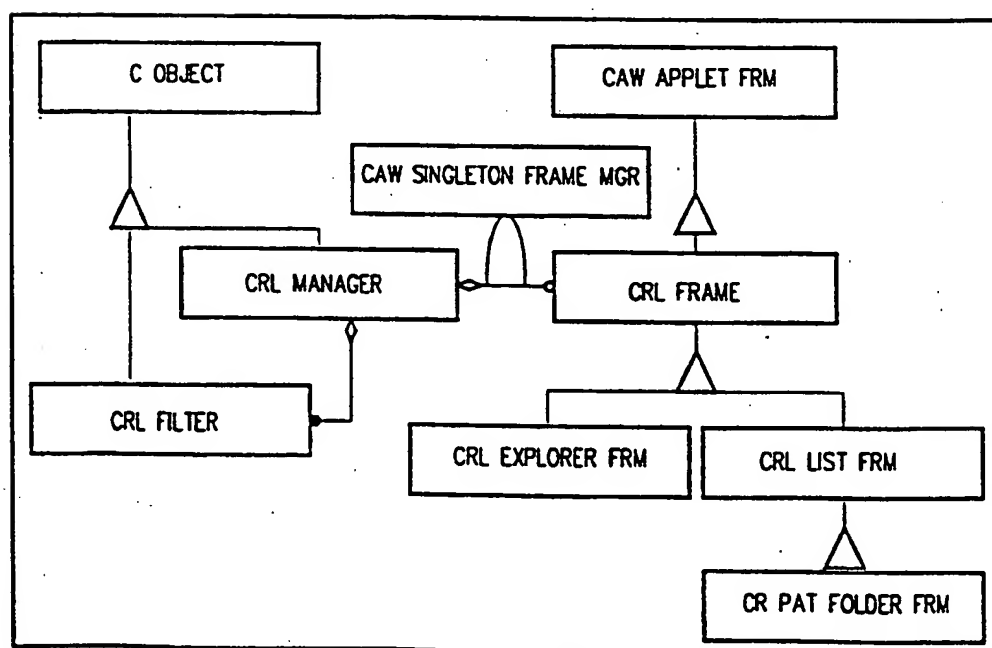 C OBJECT
CAW APPLET FRM
CAW SINGLETON FRAME MGR
CRL MANAGER
CRL FRAME
CRL FILTER
CRL EXPLORER FRM
CRL LIST FRM
CR PAT FOLDER FRM